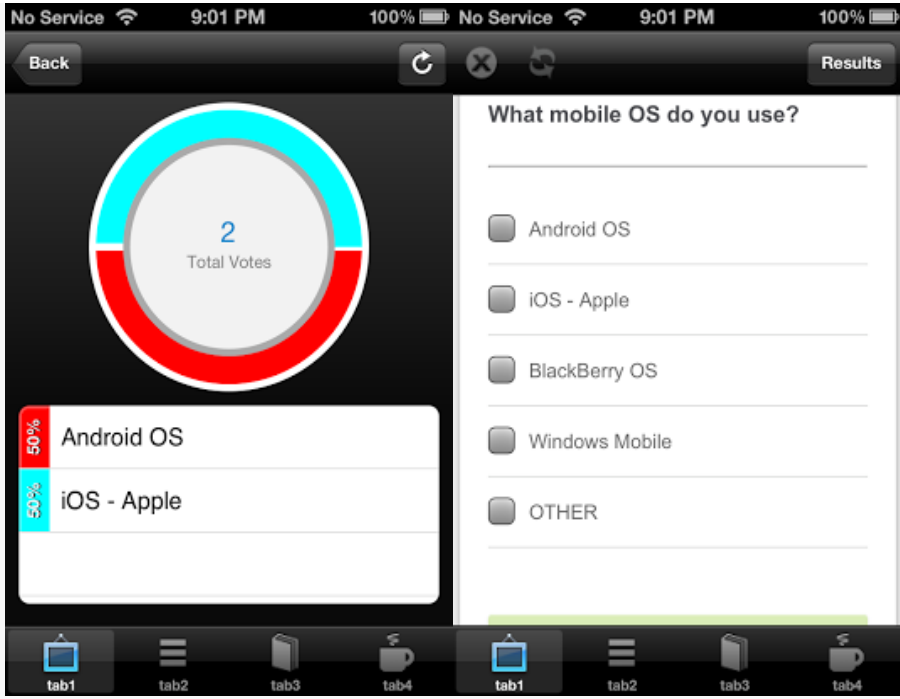 No Service 9:01 PM 100%
Back
2
Total Votes
50% Android OS
50% iOS - Apple
tab1 tab2 tab3 tab4
No Service 9:01 PM 100%
Results
What mobile OS do you use?
Android OS
iOS - Apple
BlackBerry OS
Windows Mobile
OTHER
tab1 tab2 tab3 tab4